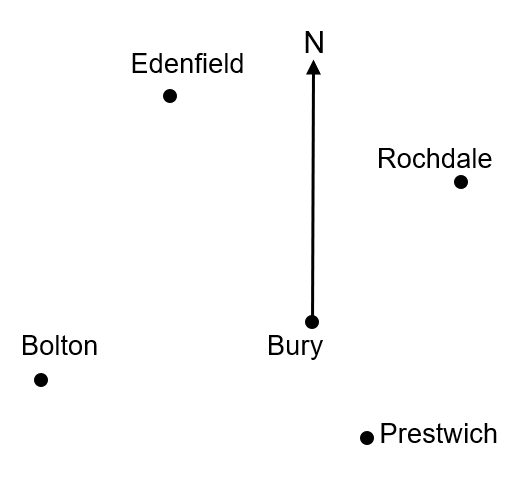 N
Edenfield
Rochdale
Bolton
Bury
Prestwich